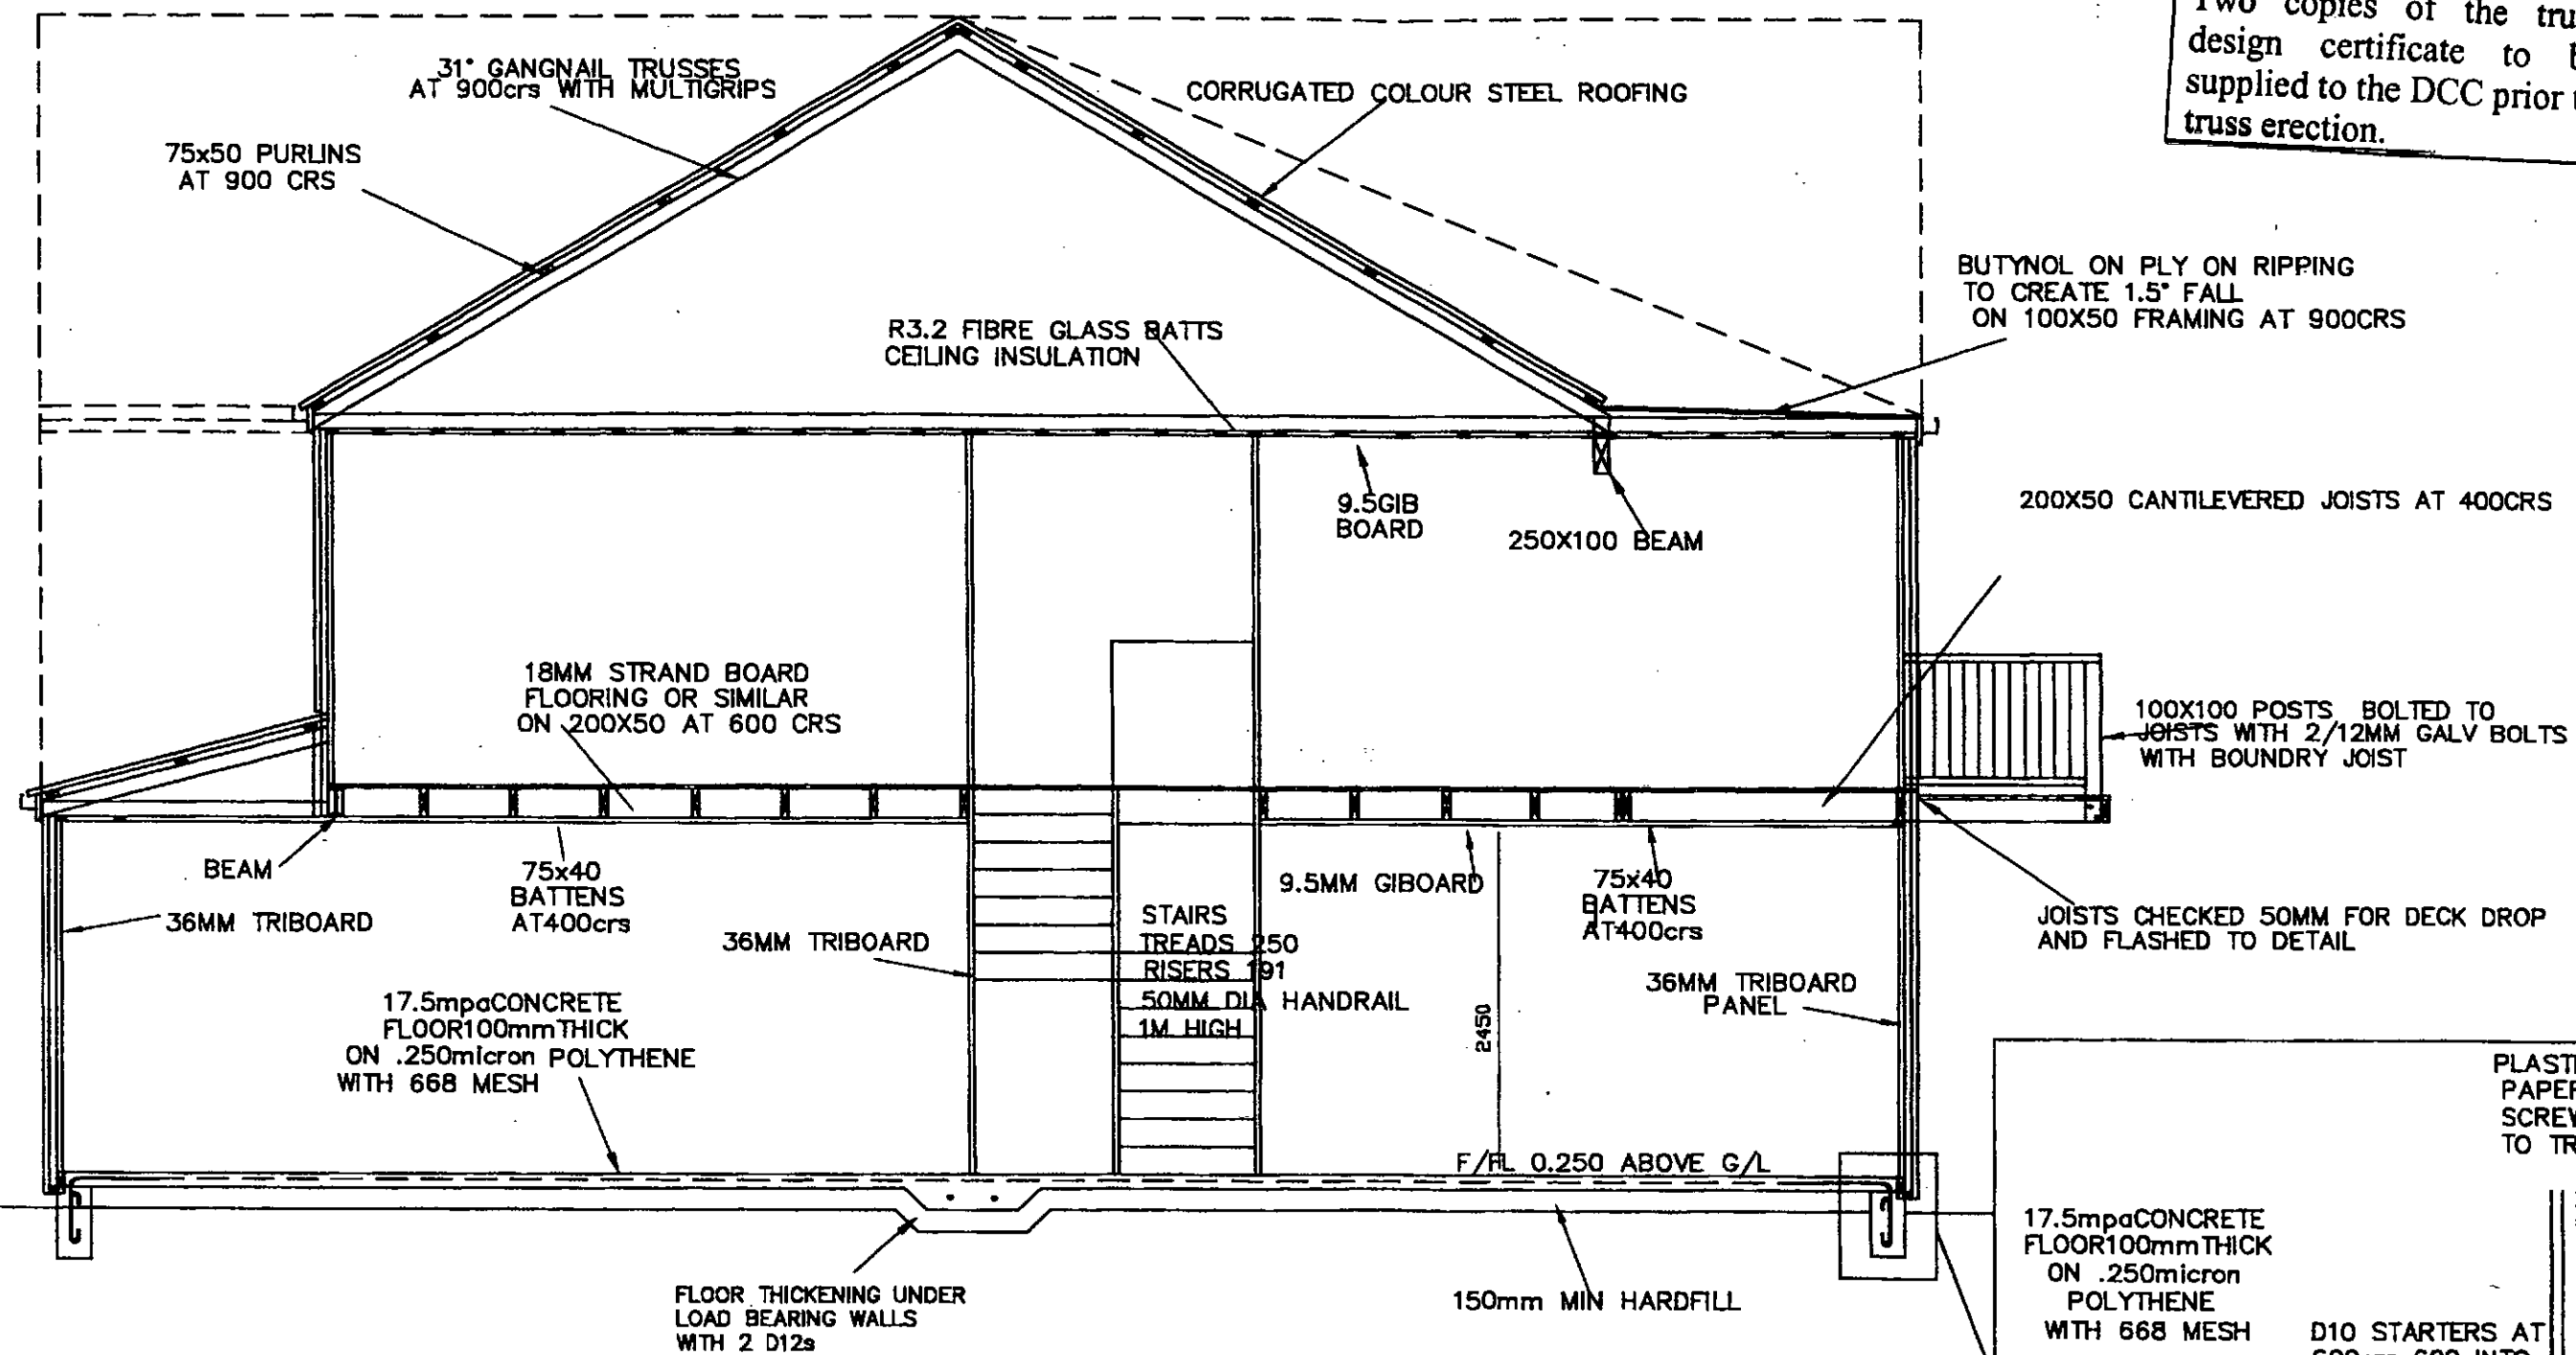 Two copies of the
design certificate to
supplied to the DCC prior
truss erection.
31° GANGNAIL TRUSSES
AT 900crs WITH MULTIGRIPS
CORRUGATED COLOUR STEEL ROOFING
75x50 PURLINS
AT 900 CRS
BUTYNOL ON PLY ON RIPPING
TO CREATE 1.5° FALL
ON 100X50 FRAMING AT 900CRS
R3.2 FIBRE GLASS BATTS
CEILING INSULATION
9.5GIB
BOARD
250X100 BEAM
200X50 CANTILEVERED JOISTS AT 400CRS
18MM STRAND BOARD
FLOORING OR SIMILAR
ON 200X50 AT 600 CRS
100X100 POSTS BOLTED TO
JOISTS WITH 2/12MM GALV BOLTS
WITH BOUNDRY JOIST
BEAM
75x40
BATTENS
AT400crs
9.5MM GIBOARD
75x40
BATTENS
AT400crs
36MM TRIBOARD
36MM TRIBOARD
STAIRS
TREADS 250
RISERS 191
50MM DIA HANDRAIL
1M HIGH
JOISTS CHECKED 50MM FOR DECK DROP
AND FLASHED TO DETAIL
36MM TRIBOARD
PANEL
2450
17.5mpaCONCRETE
FLOOR100mmTHICK
ON .250micron POLYTHENE
WITH 668 MESH
F/FL 0.250 ABOVE G/L
FLOOR THICKENING UNDER
LOAD BEARING WALLS
WITH 2 D12s
150mm MIN HARDFILL
17.5mpaCONCRETE
FLOOR100mmTHICK
ON .250micron
POLYTHENE
WITH 668 MESH
D10 STARTERS AT
PAPER
TO